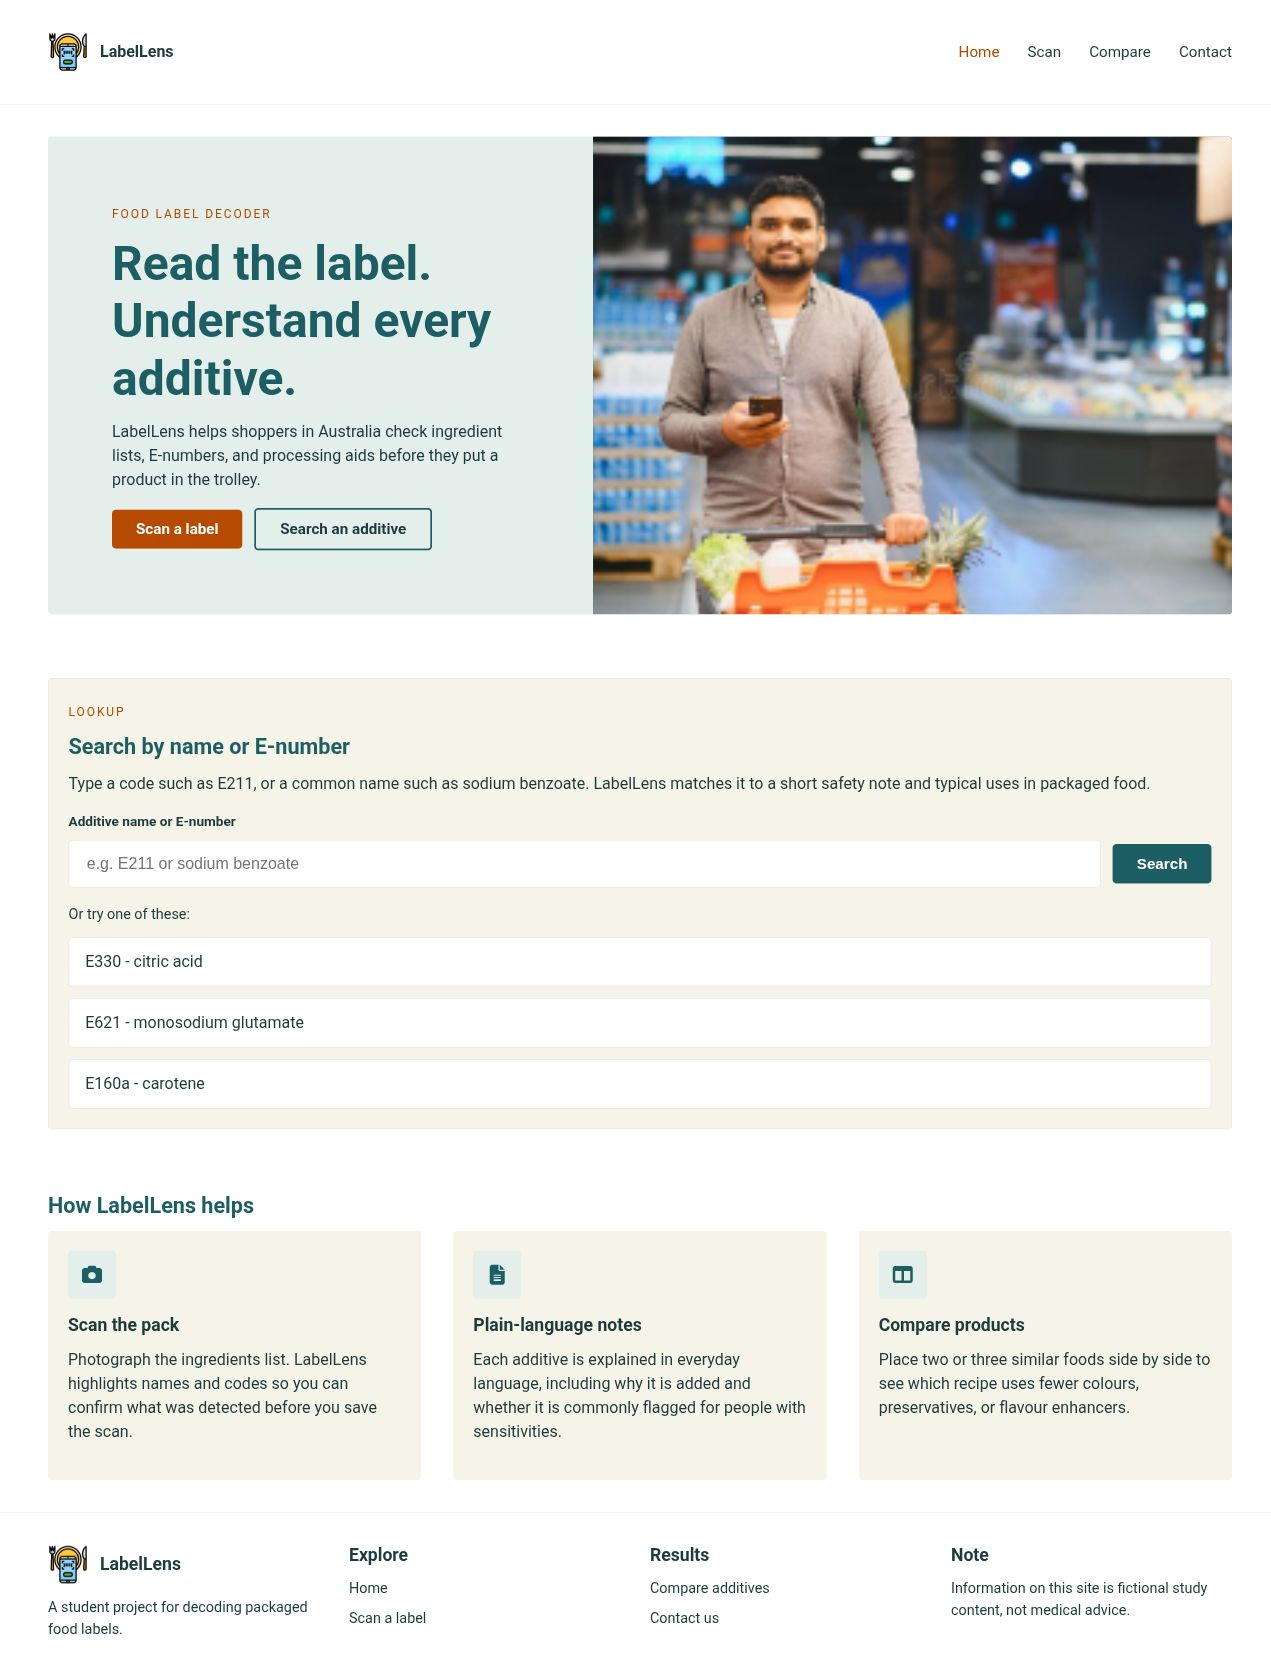 LabelLens
Home Scan Compare Contact
FOOD LABEL DECODER
Read the label.
Understand every
additive.
LabelLens helps shoppers in Australia check ingredient
lists, E-numbers, and processing aids before they put a
product in the trolley.
Scan a label
Search an additive
LOOKUP
Search by name or E-number
Type a code such as E211, or a common name such as sodium benzoate. LabelLens matches it to a short safety note and typical uses in packaged food.
Additive name or E-number
e.g. E211 or sodium benzoate
Search
Or try one of these:
E330 - citric acid
E621 - monosodium glutamate
E160a - carotene
How LabelLens helps
Scan the pack
Photograph the ingredients list. LabelLens
highlights names and codes so you can
confirm what was detected before you save
the scan.
Plain-language notes
Each additive is explained in everyday
language, including why it is added and
whether it is commonly flagged for people with
sensitivities.
Compare products
Place two or three similar foods side by side to
see which recipe uses fewer colours,
preservatives, or flavour enhancers.
LabelLens
A student project for decoding packaged
food labels.
Explore
Home
Scan a label
Results
Compare additives
Contact us
Note
Information on this site is fictional study
content, not medical advice.